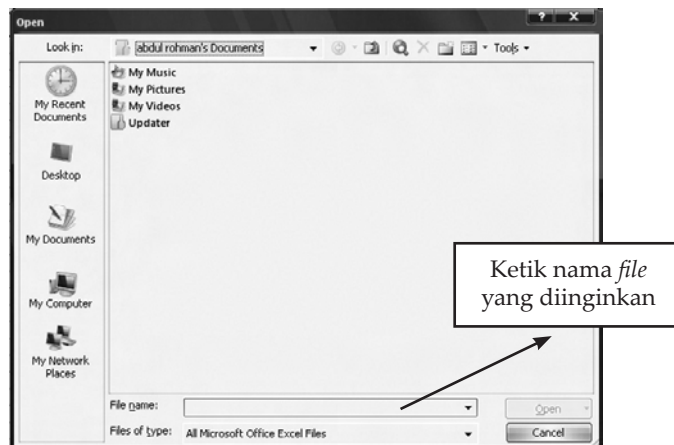 Open
Look in: abdul rohman's Documents Tools
My Music
My Pictures
My Videos
Updater
My Recent
Documents
Desktop
My Documents
My Computer
My Network
Places
Ketik nama file
yang diinginkan
File name: Open
Files of type: All Microsoft Office Excel Files Cancel